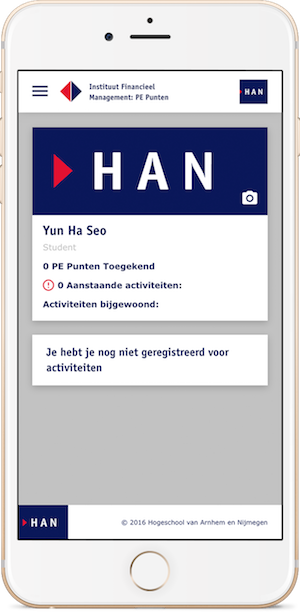 Instituut Financieel
Management: PE Punten
HAN
HAN
Yun Ha Seo
Student
0 PE Punten Toegekend
0 Aanstaande activiteiten:
Activiteiten bijgewoond:
Je hebt je nog niet geregistreerd voor
activiteiten
HAN
© 2016 Hogeschool van Arnhem en Nijmegen